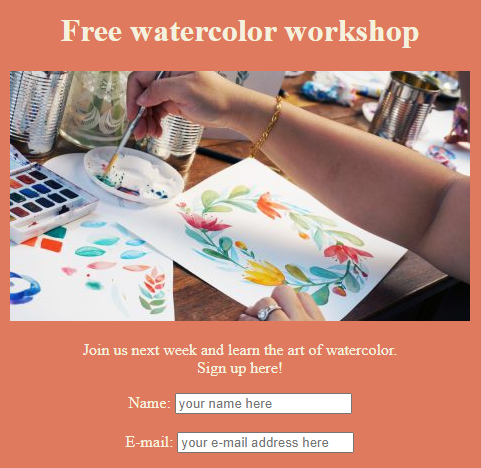 Free watercolor workshop
Join us next week and learn the art of watercolor.
Sign up here!
Name: your name here
E-mail: your e-mail address here